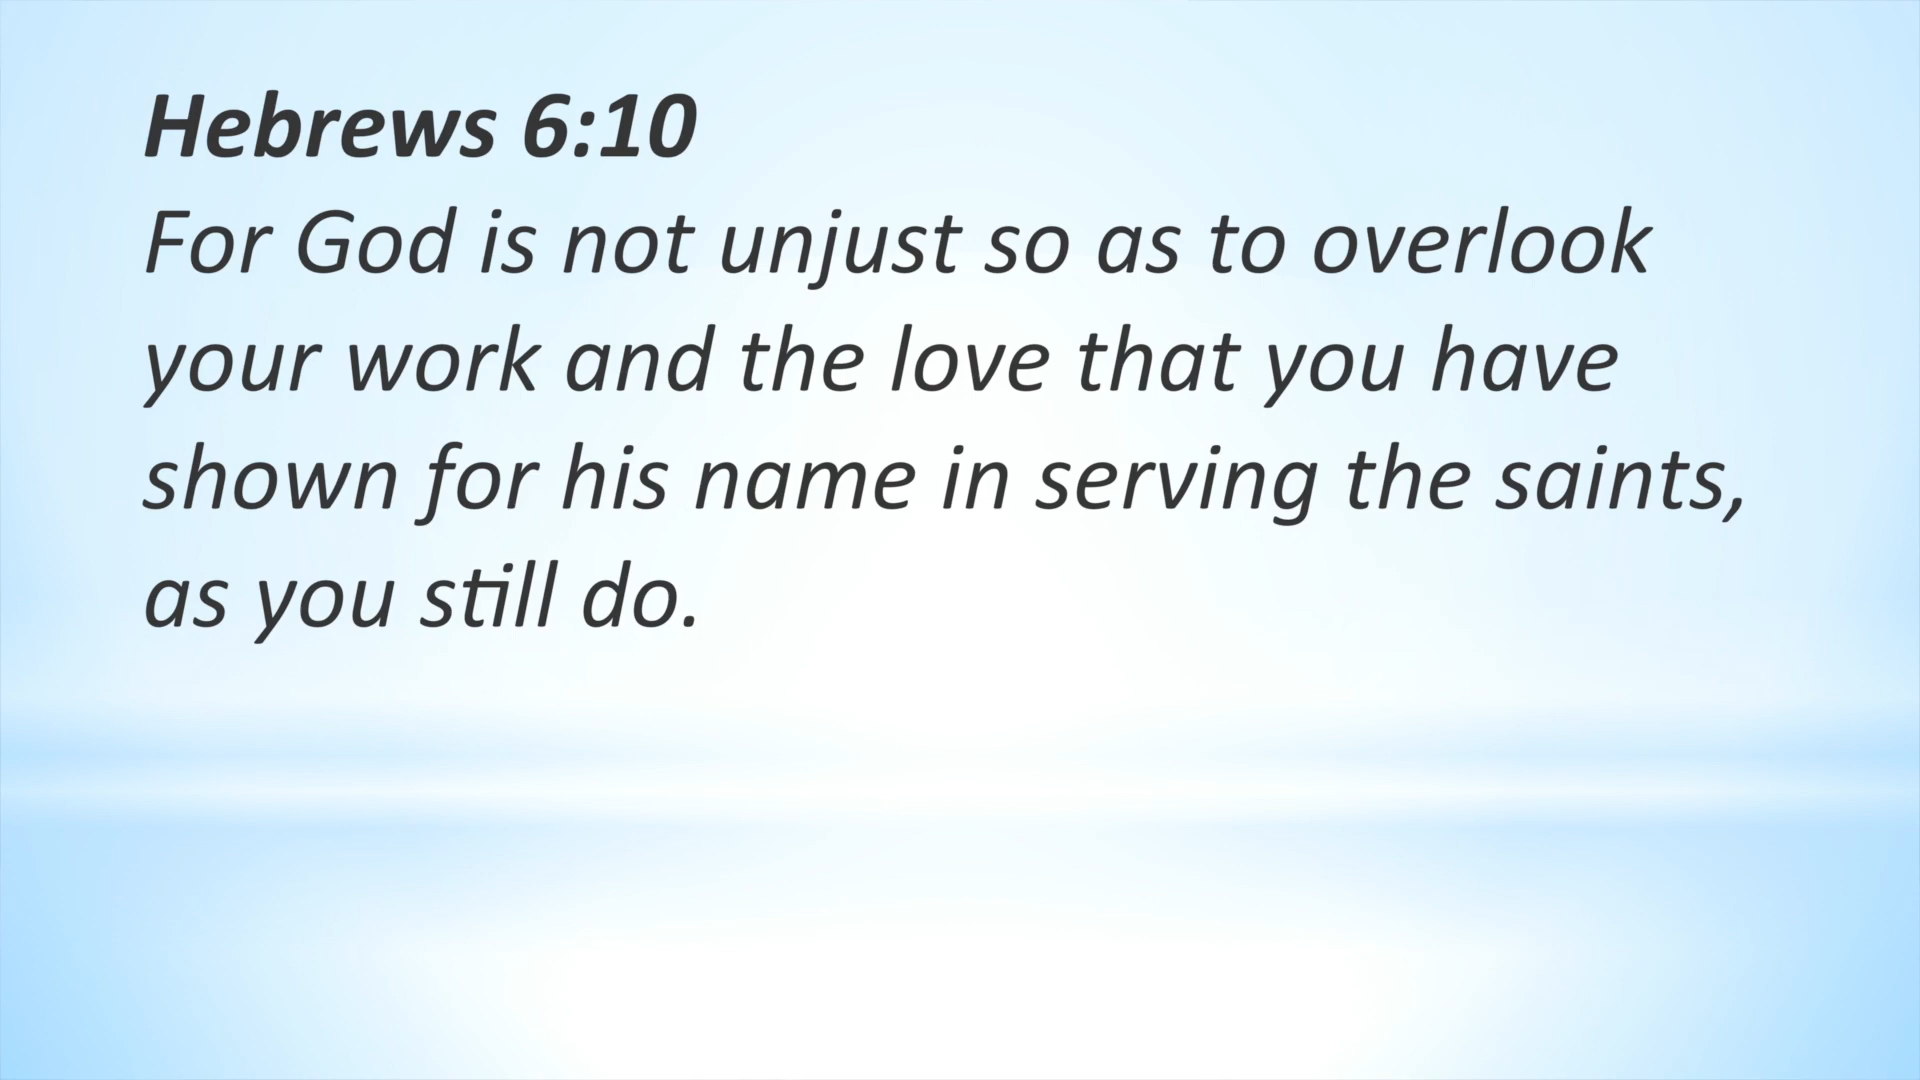 Hebrews 6:10
For God is not unjust so as to overlook
your work and the love that you have
shown for his name in serving the saints,
as you still do.